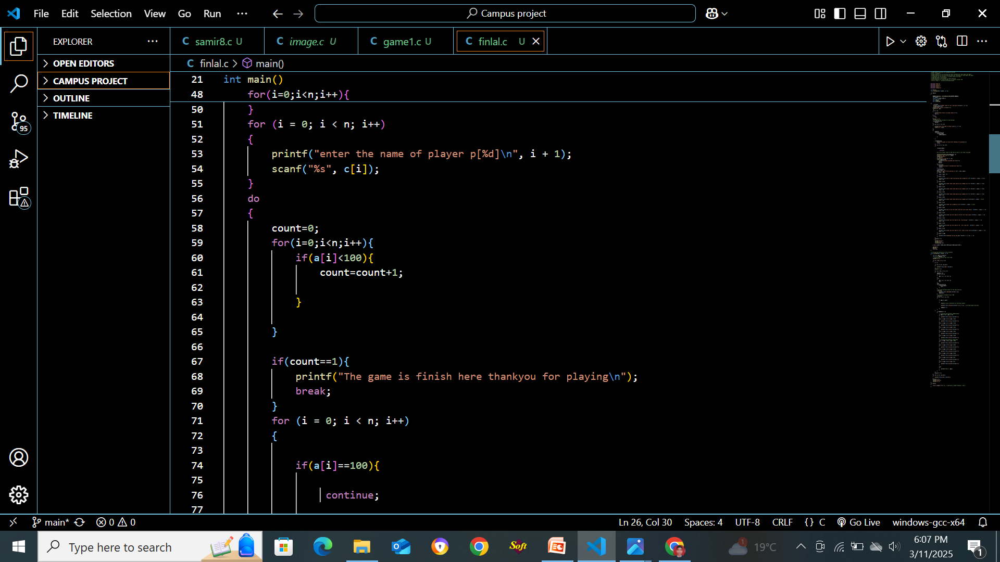 File Edit Selection View Go Run ...
Campus project
EXPLORER ...
samir8.c U
image.c U
game1.c U
finlal.c U
OPEN EDITORS
CAMPUS PROJECT
OUTLINE
TIMELINE
95
C finlal.c > main()
21 int main()
48 for(i=0;i<n;i++){
50 }
51 for (i = 0; i < n; i++)
52 {
53 printf("enter the name of player p[%d]\n", i + 1);
54 scanf("%s", c[i]);
55 }
56 do
57 {
58 count=0;
59 for(i=0;i<n;i++){
60 if(a[i]<100){
61 count=count+1;
62
63 }
64
65 }
66
67 if(count==1){
68 printf("The game is finish here thankyou for playing\n");
69 break;
70 }
71 for (i = 0; i < n; i++)
72 {
73
74 if(a[i]==100){
75
76 continue;
77
main* 0 0 Ln 26, Col 30 Spaces: 4 UTF-8 CRLF {} C Go Live windows-gcc-x64
Type here to search
Soft
1
19°C
6:07 PM
3/11/2025
1